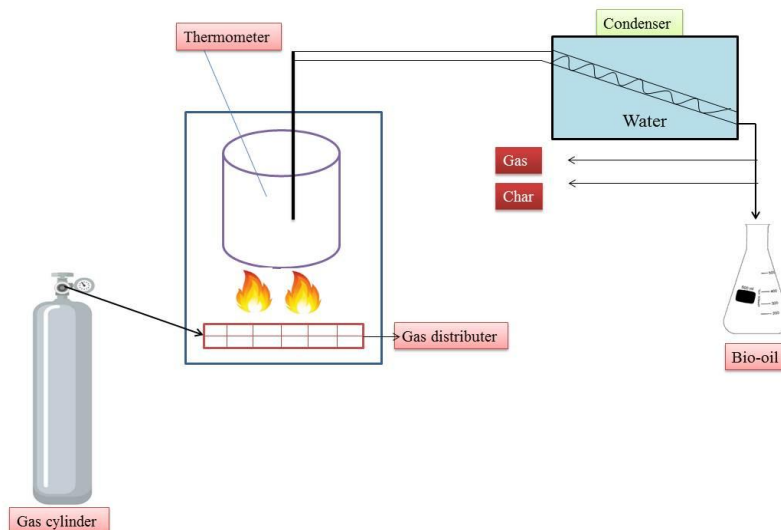 Condenser
Thermometer
Water
Gas
Char
Gas distributer
Bio-oil
Gas cylinder